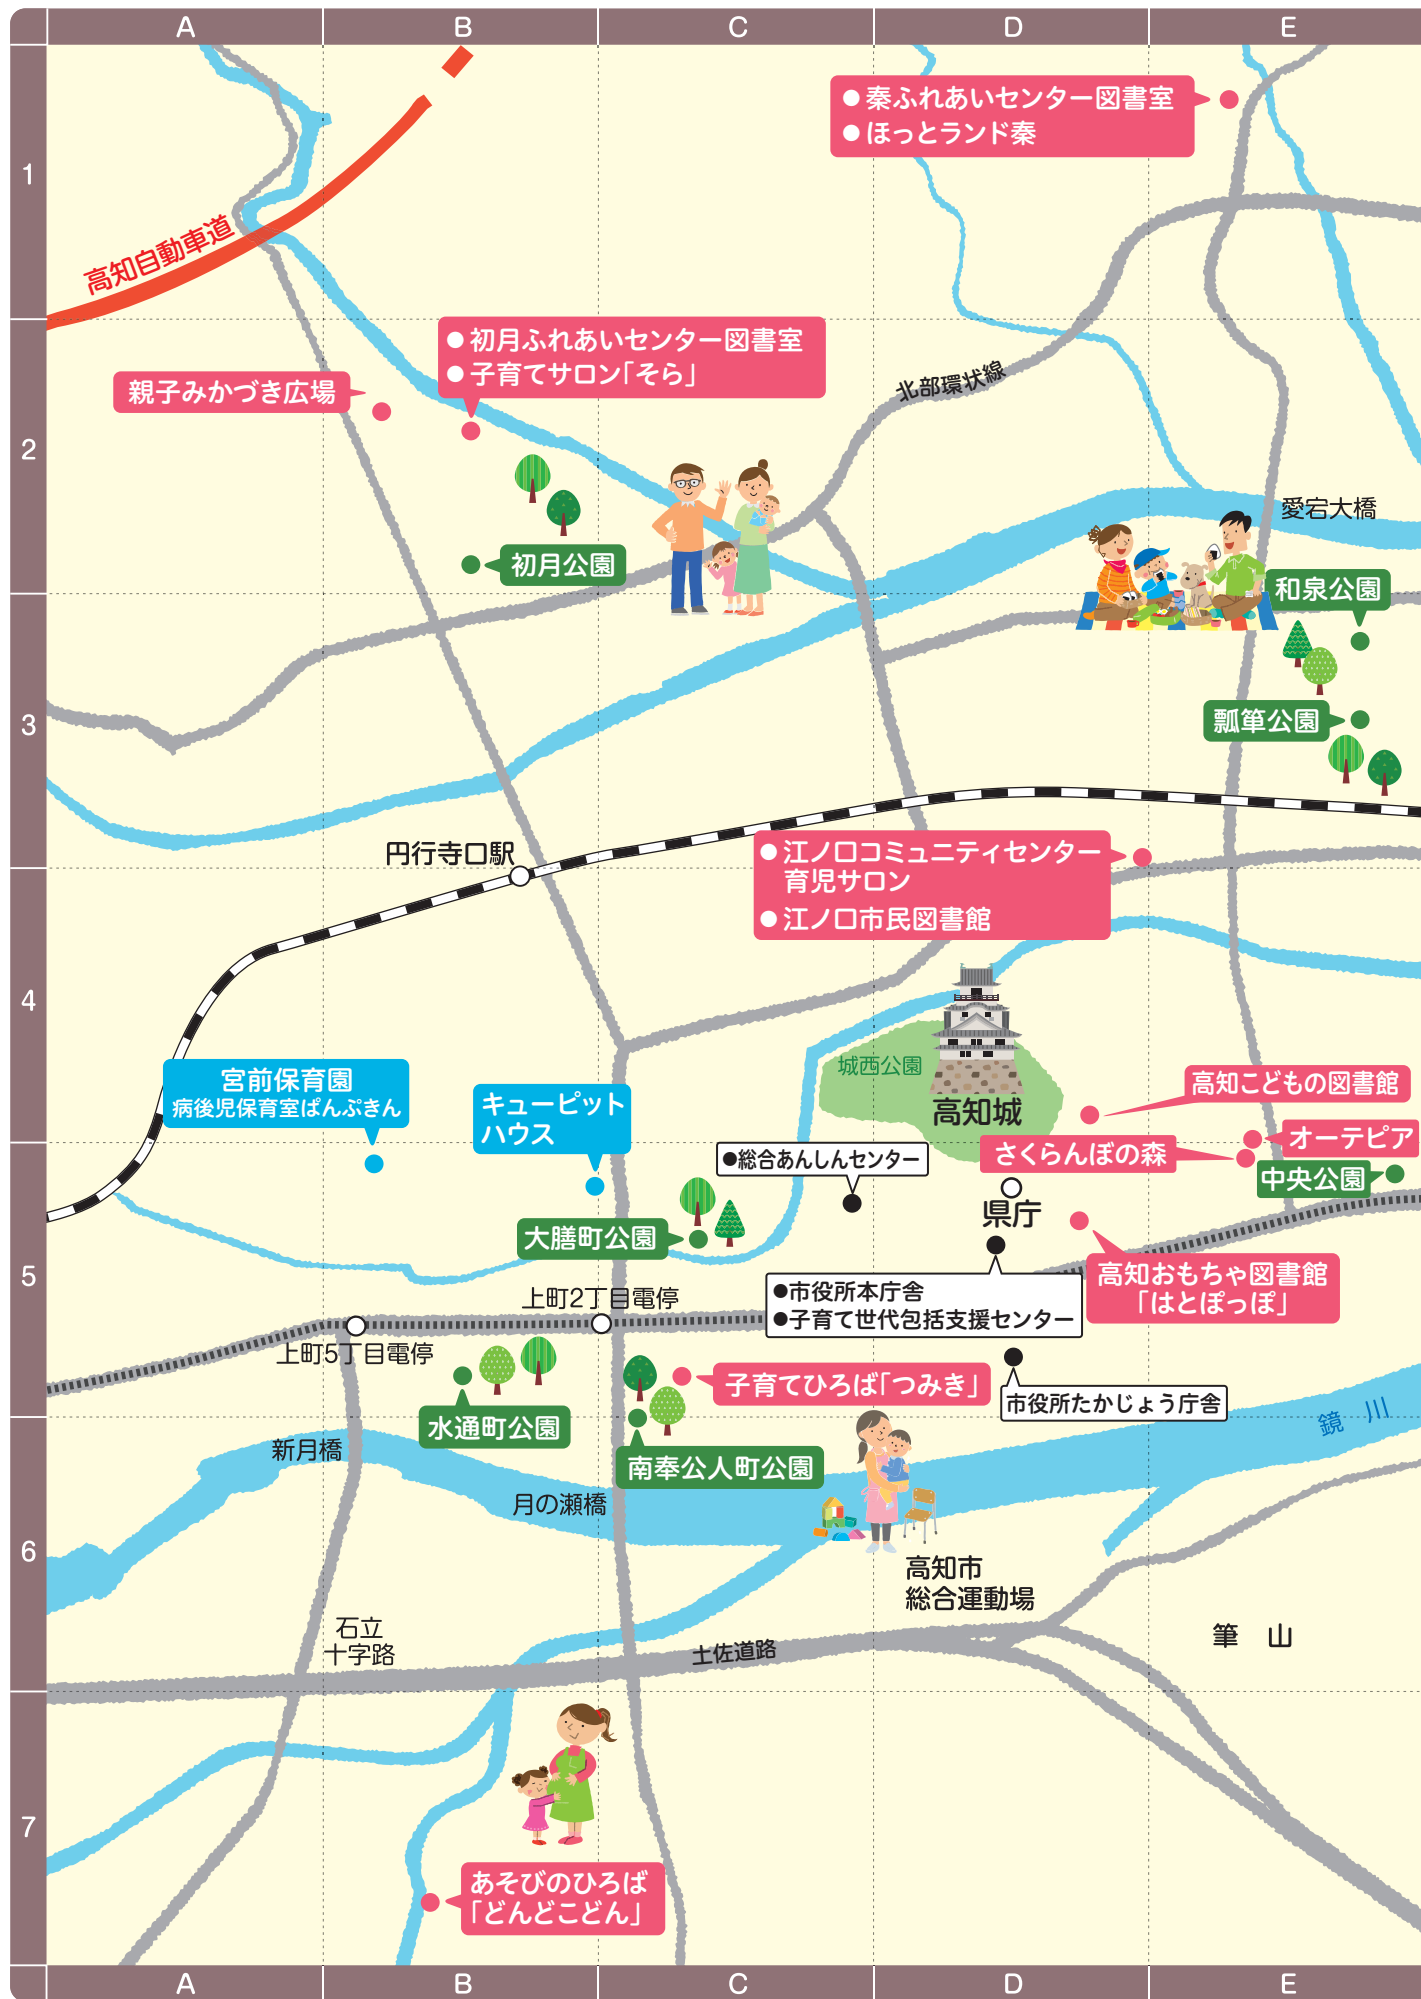 A B C D E
1
2
3
4
5
6
7
高知自動車道
●秦ふれあいセンター図書室
●ほっとランド秦
●初月ふれあいセンター図書室
●子育てサロン「そら」
親子みかづき広場
北部環状線
愛宕大橋
初月公園
和泉公園
瓢箪公園
円行寺口駅
●江ノ口コミュニティセンター
育児サロン
●江ノ口市民図書館
城西公園
高知城
宮前保育園
病後児保育室ぱんぷきん
キューピット
ハウス
高知こどもの図書館
オーテピア
さくらんぼの森
中央公園
●総合あんしんセンター
県庁
大膳町公園
高知おもちゃ図書館
「はとぽっぽ」
●市役所本庁舎
●子育て世代包括支援センター
上町2丁目電停
上町5丁目電停
子育てひろば「つみき」
市役所たかじょう庁舎
水通町公園
南奉公人町公園
鏡川
新月橋
月の瀬橋
高知市
総合運動場
石立
十字路
土佐道路
筆山
あそびのひろば
「どんどこどん」
A B C D E